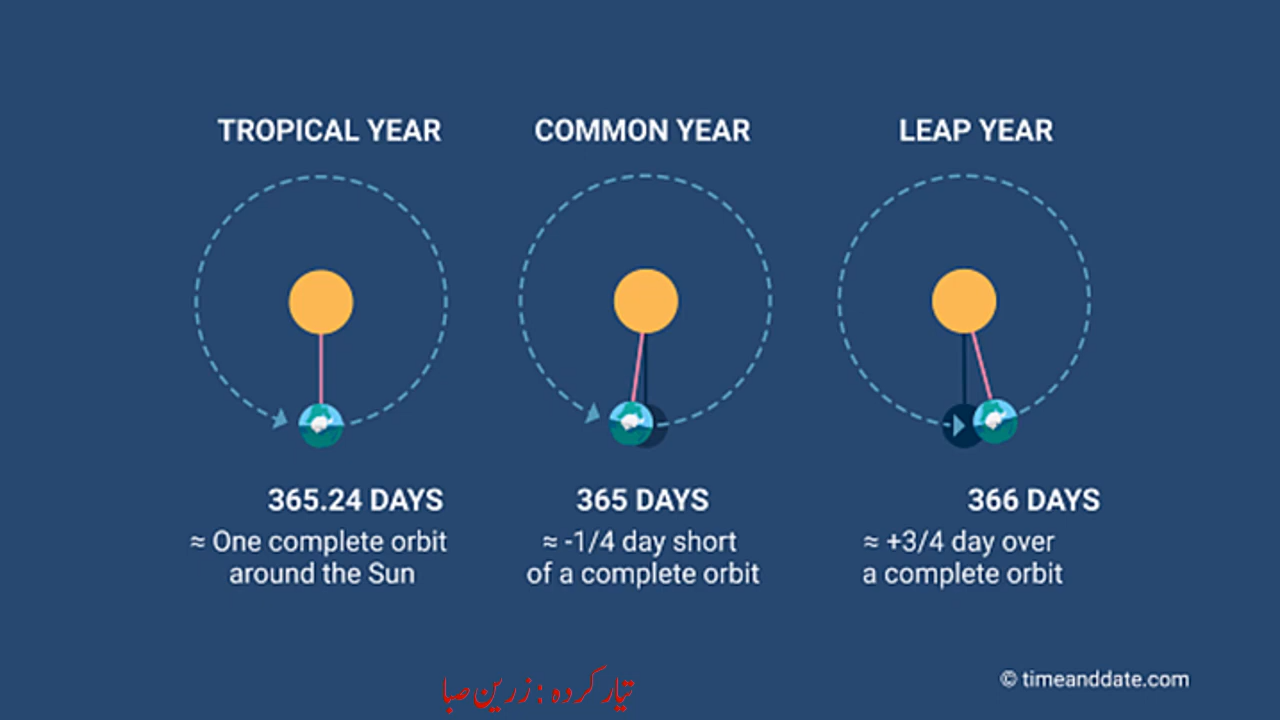 TROPICAL YEAR
COMMON YEAR
LEAP YEAR
365.24 DAYS
≈ One complete orbit
around the Sun
365 DAYS
≈ -1/4 day short
of a complete orbit
366 DAYS
≈ +3/4 day over
a complete orbit
تیار کردہ : زرین صبا
© timeanddate.com